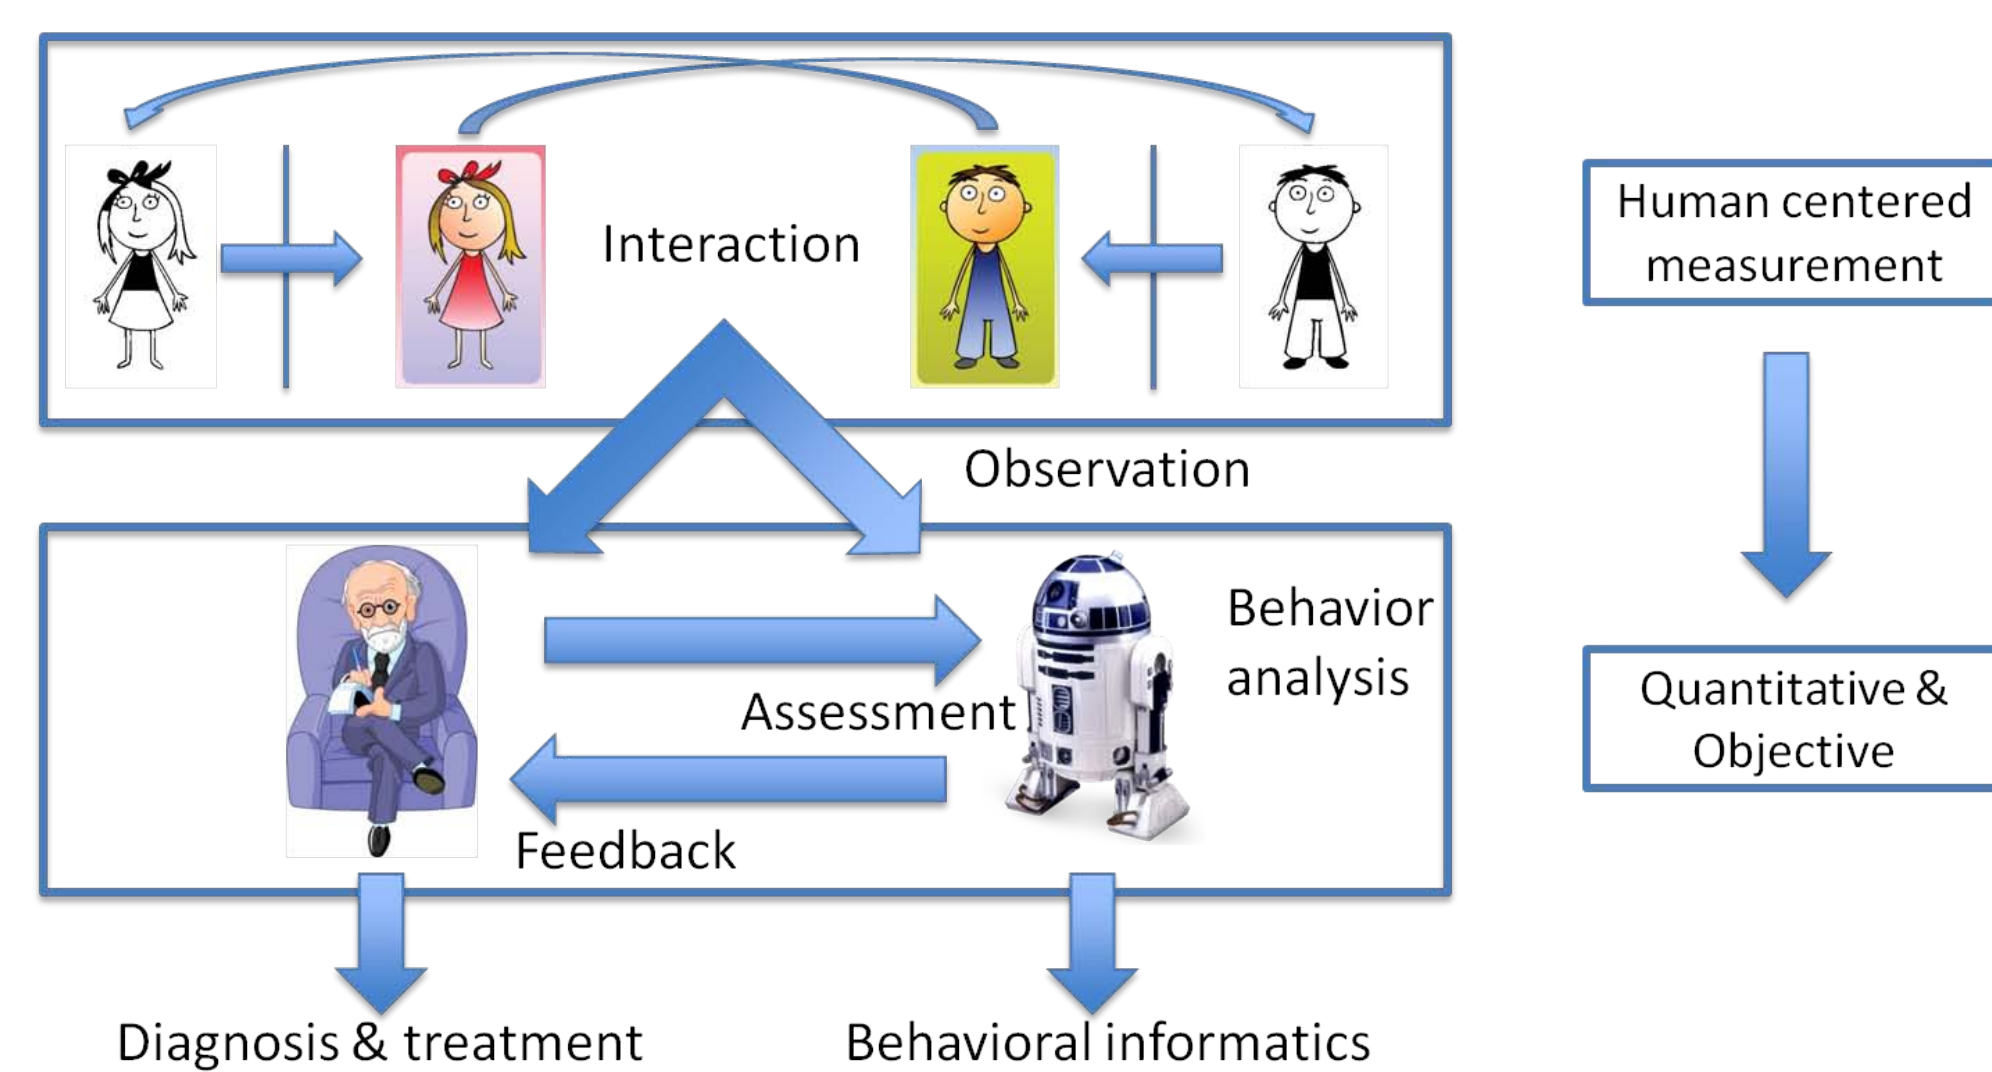 Interaction
Human centered
measurement
Observation
Behavior
analysis
Assessment
Quantitative &
Objective
Feedback
Diagnosis & treatment
Behavioral informatics